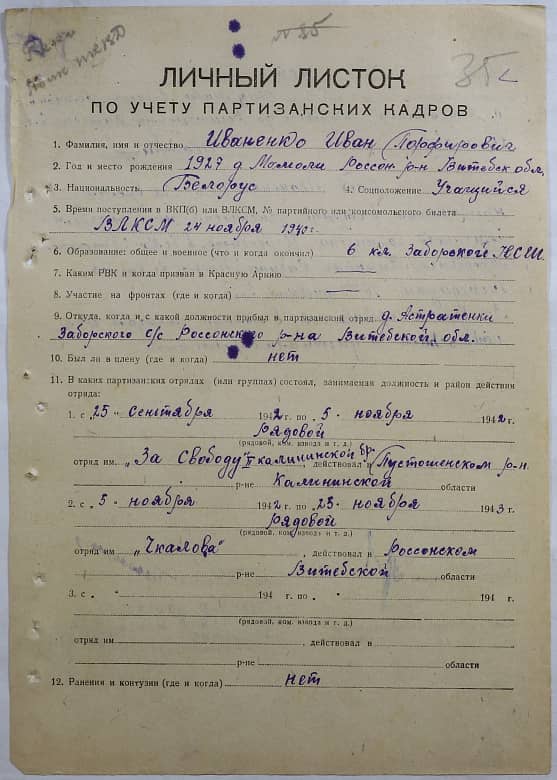 № 85
35
ЛИЧНЫЙ ЛИСТОК
ПО УЧЕТУ ПАРТИЗАНСКИХ КАДРОВ
1. Фамилия, имя и отчество Иваненко Иван Порфирович
2. Год и место рождения 1927 д. Мамоли Россон. р-н Витебск. обл.
3. Национальность Белорус 4. Соцположение Учащийся
5. Время поступления в ВКП(б) или ВЛКСМ, № партийного или комсомольского билета
ВЛКСМ 24 ноября 1940 г.
6. Образование: общее и военное (что и когда окончил) 6 кл. Заборской НСШ
7. Каким РВК и когда призван в Красную Армию —
8. Участие на фронтах (где и когда) —
9. Откуда, когда и с какой должности прибыл в партизанский отряд д. Астратенки
Заборского с/с Россонского р-на Витебской обл.
10. Был ли в плену (где и когда) нет
11. В каких партизанских отрядах (или группах) состоял, занимаемая должность и район действия
отряда:
1. с „25“ Сентября 1942 г. по „5“ ноября 1942 г.
рядовой
(рядовой, ком. взвода и т. д.)
отряд им. „За Свободу“ II калининской бр., действовал в Пустошенском р-н.
р-не Калининской области
2. с „5“ ноября 1942 г. по „23“ ноября 1943 г.
рядовой
(рядовой, ком. взвода и т. д.)
отряд им „Чкалова“, действовал в Россонском
р-не Витебской области
3. с „ “ 194 г. по „ “ 194 г.
(рядовой, ком. взвода и т. д.)
отряд им , действовал в
р-не области
12. Ранения и контузии (где и когда) нет